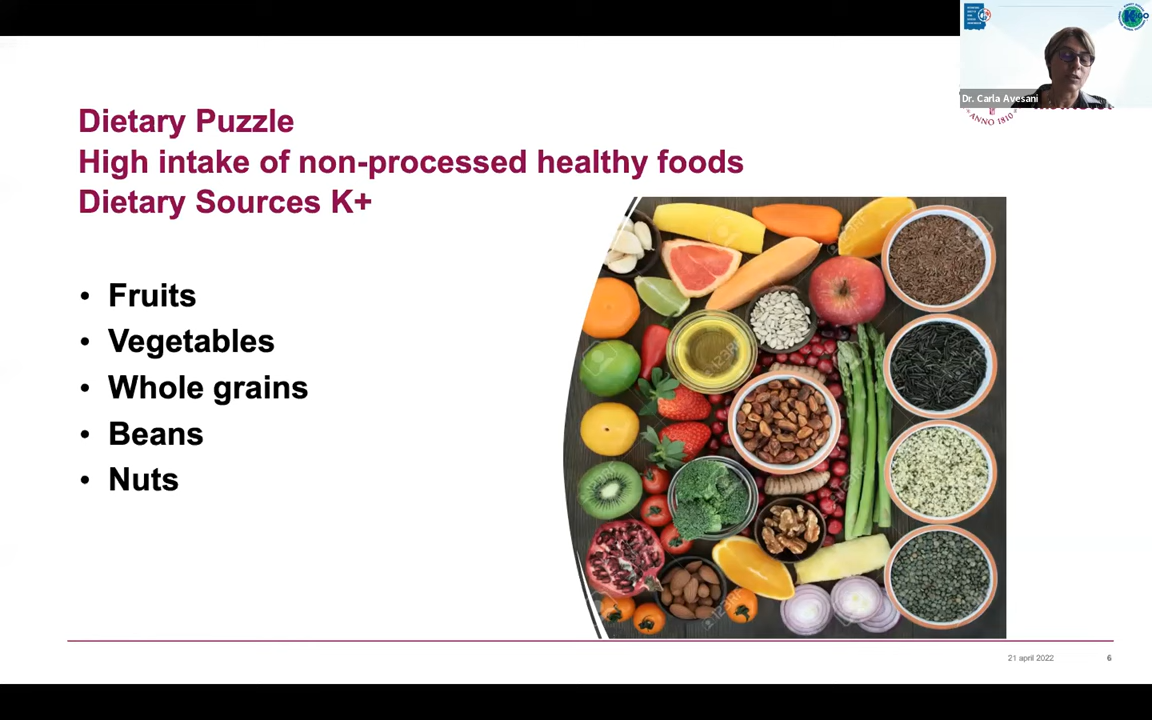 Dr. Carla Avesani
ANNO 1810
Dietary Puzzle
High intake of non-processed healthy foods
Dietary Sources K+
• Fruits
• Vegetables
• Whole grains
• Beans
• Nuts
21 april 2022
6